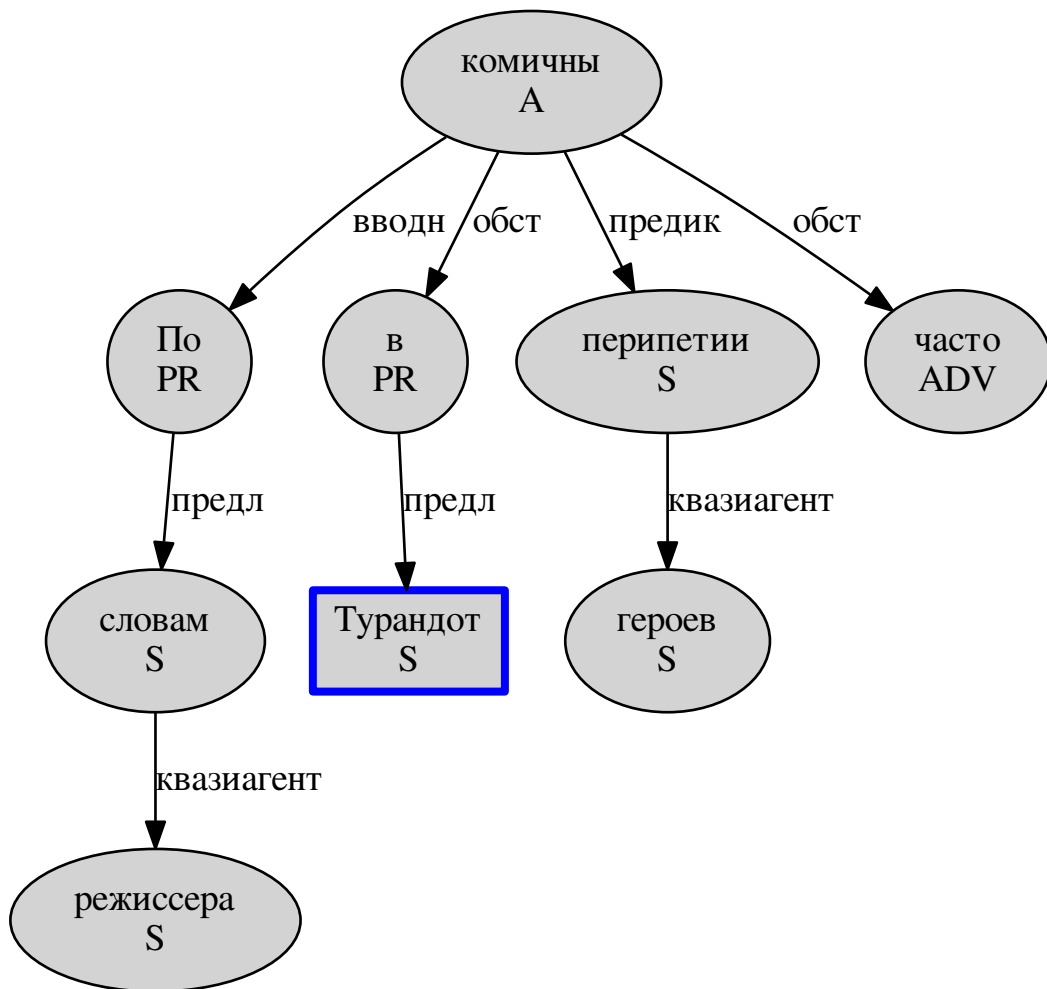 комичны
A
вводн
обст
предик
обст
По
PR
в
PR
перипетии
S
часто
ADV
предл
предл
квазиагент
словам
S
Турандот
S
героев
S
квазиагент
режиссера
S